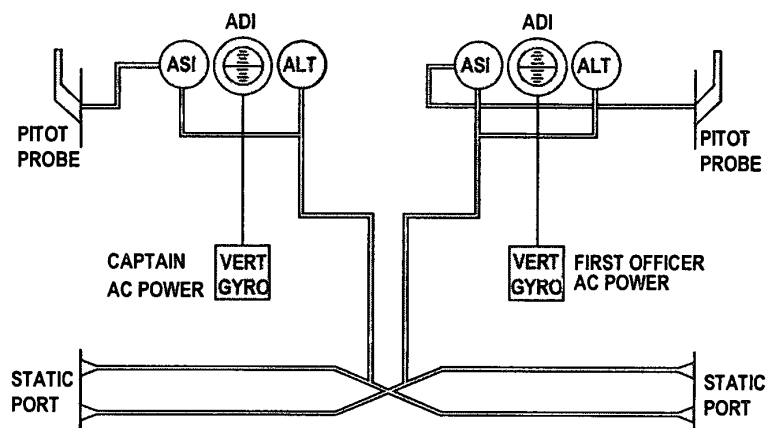 ADI
ADI
ASI
ALT
ASI
ALT
PITOT
PROBE
PITOT
PROBE
CAPTAIN
AC POWER
VERT
GYRO
VERT
GYRO
FIRST OFFICER
AC POWER
STATIC
PORT
STATIC
PORT